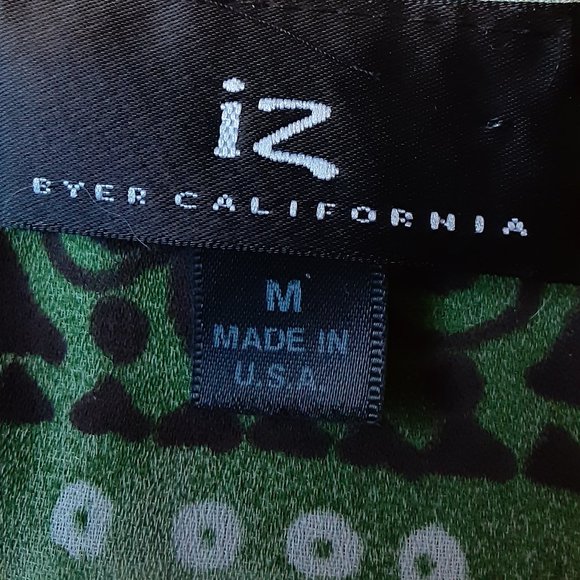 iz
BYER CALIFORNIA
M
MADE IN
U.S.A.